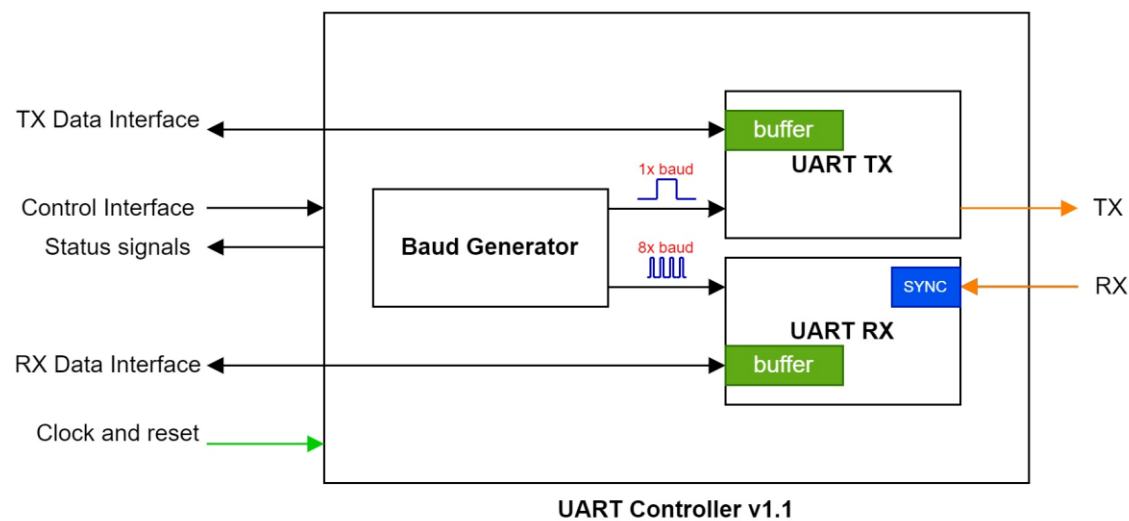 TX Data Interface
buffer
UART TX
1x baud
Control Interface
TX
Status signals
Baud Generator
8x baud
SYNC
RX
UART RX
RX Data Interface
buffer
Clock and reset
UART Controller v1.1